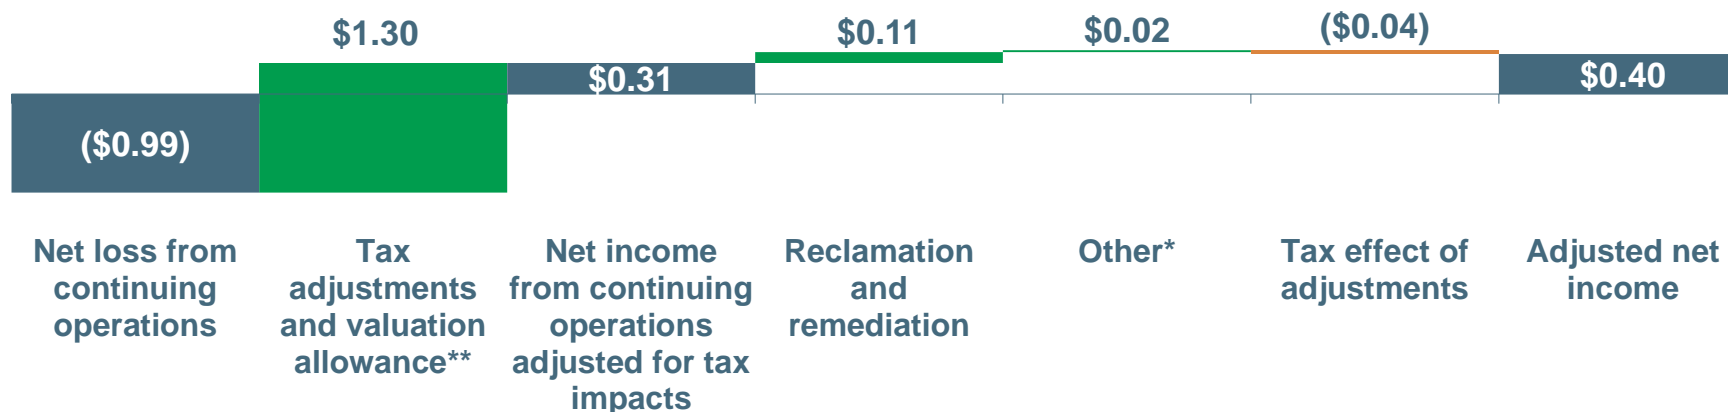 $1.30
$0.11
$0.02
($0.04)
$0.31
$0.40
($0.99)
Net loss from
continuing
operations
Tax
adjustments
and valuation
allowance**
Net income
from continuing
operations
adjusted for tax
impacts
Reclamation
and
remediation
Other*
Tax effect of
adjustments
Adjusted net
income